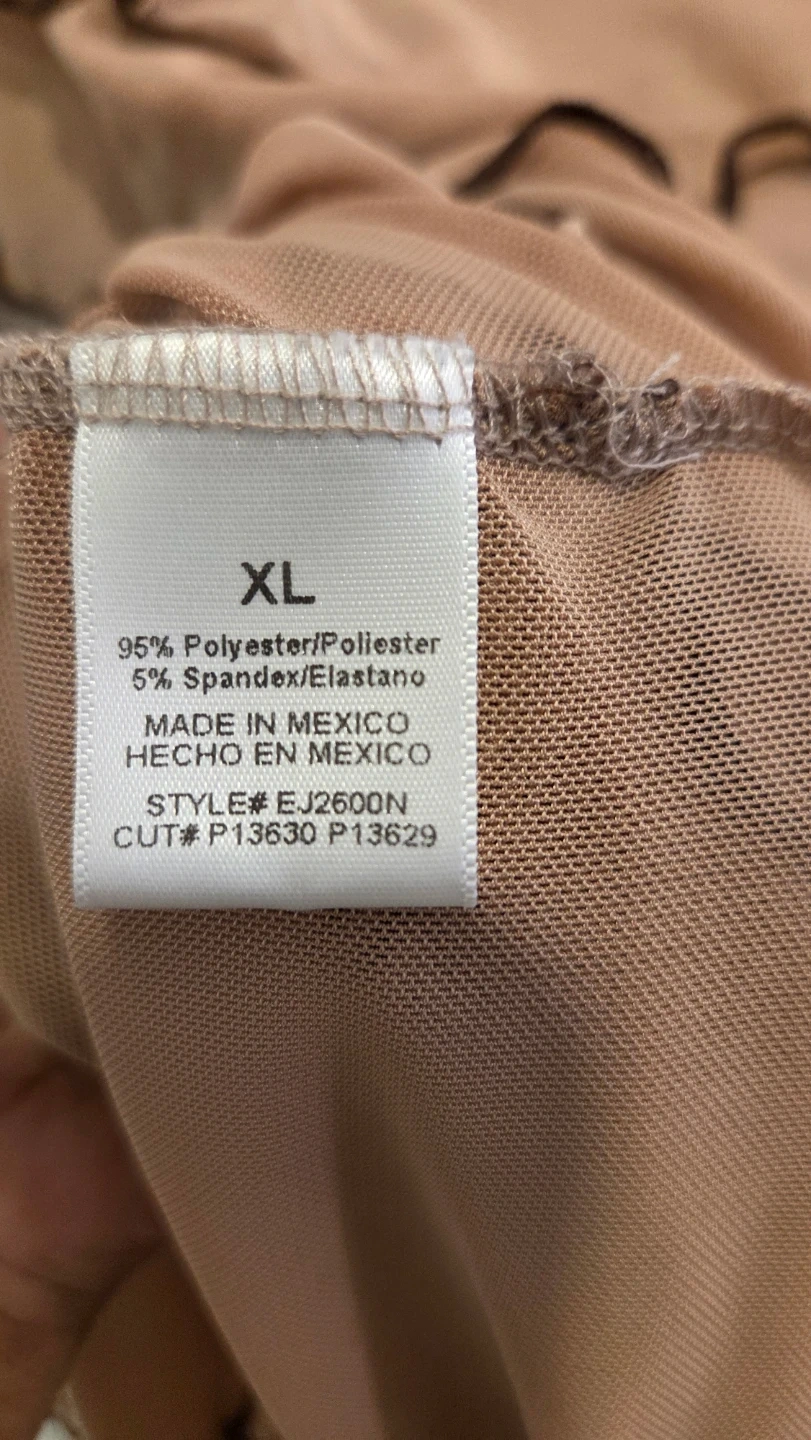 XL
95% Polyester/Poliester
5% Spandex/Elastano
MADE IN MEXICO
HECHO EN MEXICO
STYLE# EJ2600N
CUT# P13630 P13629